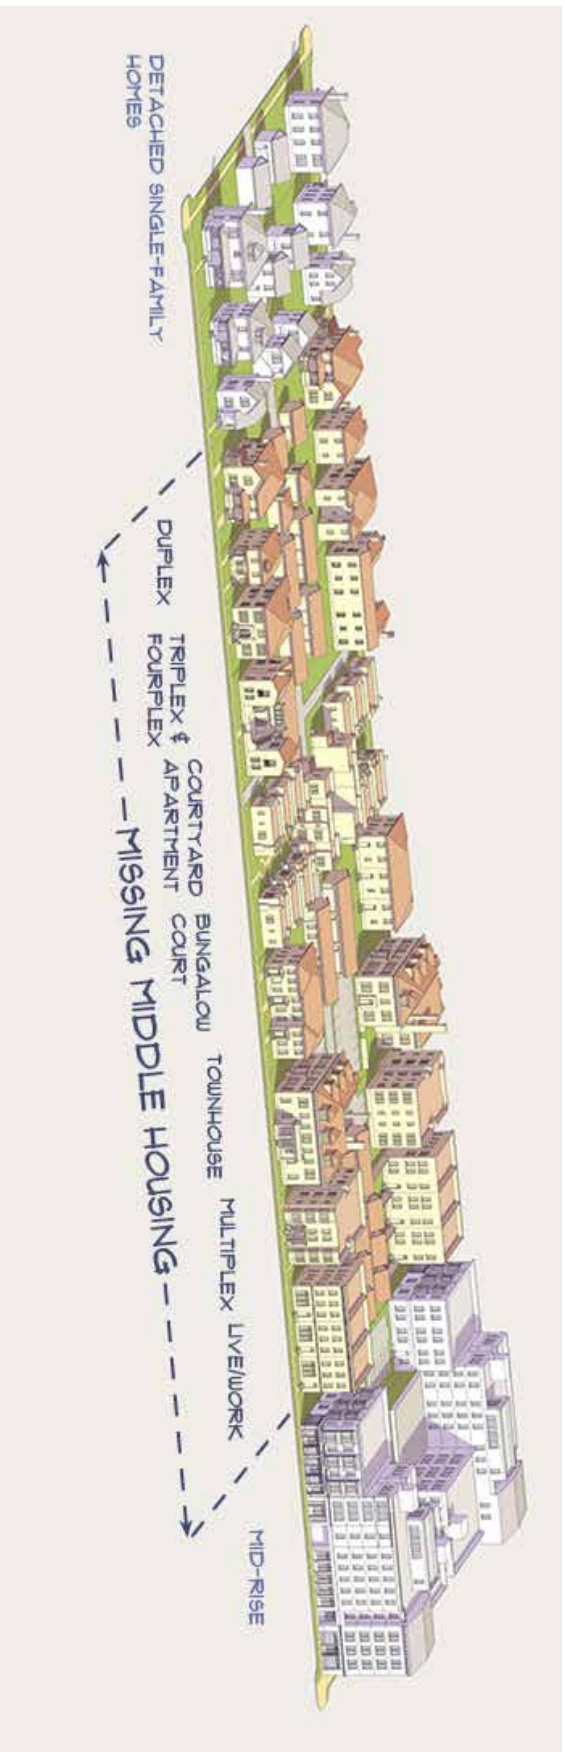 DETACHED SINGLE-FAMILY
HOMES
DUPLEX
TRIPLEX &
FOURPLEX
COURTYARD
APARTMENT
BUNGALOW
COURT
TOWNHOUSE
MULTIPLEX
LIVE/WORK
MISSING MIDDLE HOUSING
MID-RISE